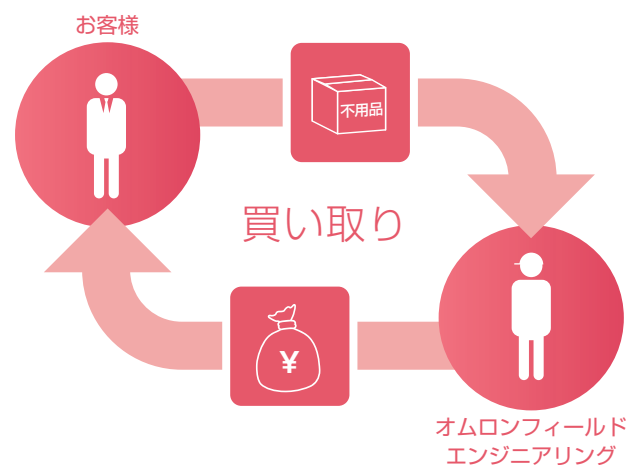 お客様
不用品
買い取り
¥
オムロンフィールド
エンジニアリング